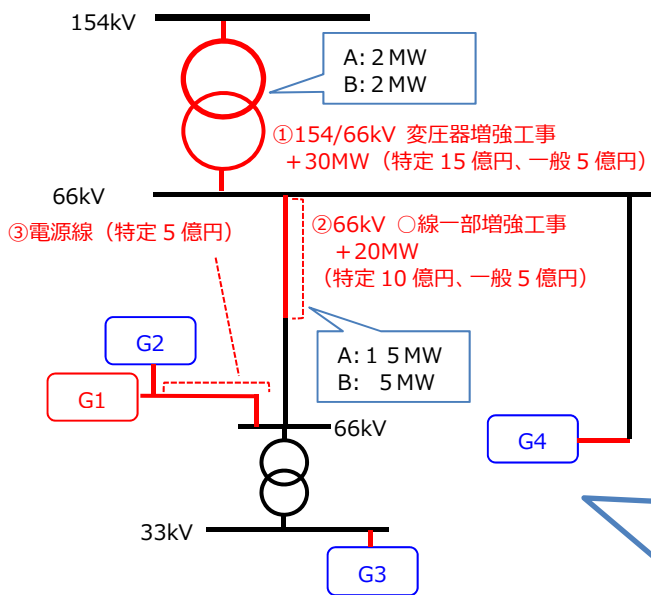 154kV
A: 2 MW
B: 2 MW
①154/66kV 変圧器増強工事
+30MW(特定 15 億円、一般 5 億円)
66kV
③電源線(特定 5 億円)
②66kV ○線一部増強工事
+20MW
(特定 10 億円、一般 5 億円)
G2
A: 1 5 MW
B: 5 MW
G1
66kV
G4
33kV
G3